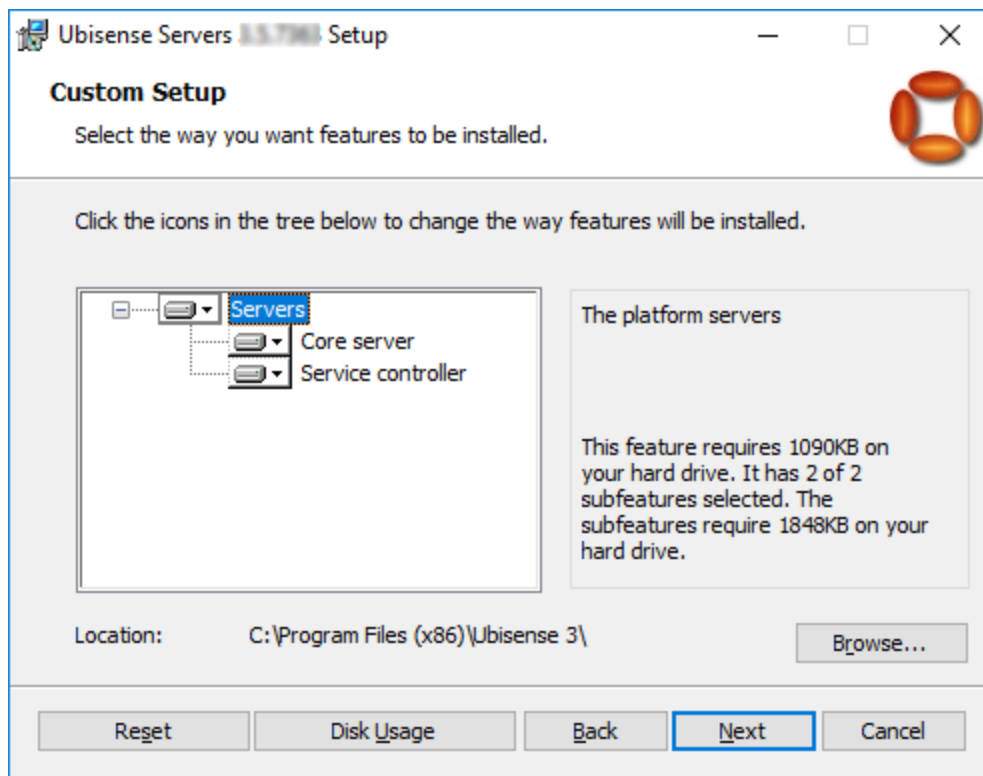 Ubisense Servers Setup
Custom Setup
Select the way you want features to be installed.
Click the icons in the tree below to change the way features will be installed.
Servers
Core server
Service controller
The platform servers
This feature requires 1090KB on
your hard drive. It has 2 of 2
subfeatures selected. The
subfeatures require 1848KB on your
hard drive.
Location: C:\Program Files (x86)\Ubisense 3\
Browse...
Reset Disk Usage Back Next Cancel